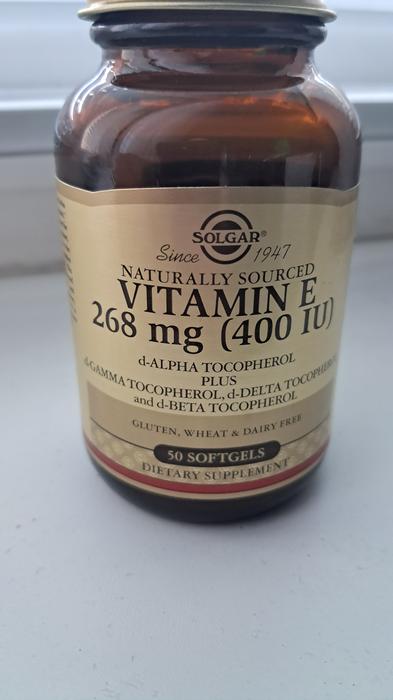 SOLGAR®
Since 1947
NATURALLY SOURCED
VITAMIN E
268 mg (400 IU)
d-ALPHA TOCOPHEROL
PLUS
d-GAMMA TOCOPHEROL, d-DELTA TOCOPHEROL
and d-BETA TOCOPHEROL
GLUTEN, WHEAT & DAIRY FREE
50 SOFTGELS
DIETARY SUPPLEMENT